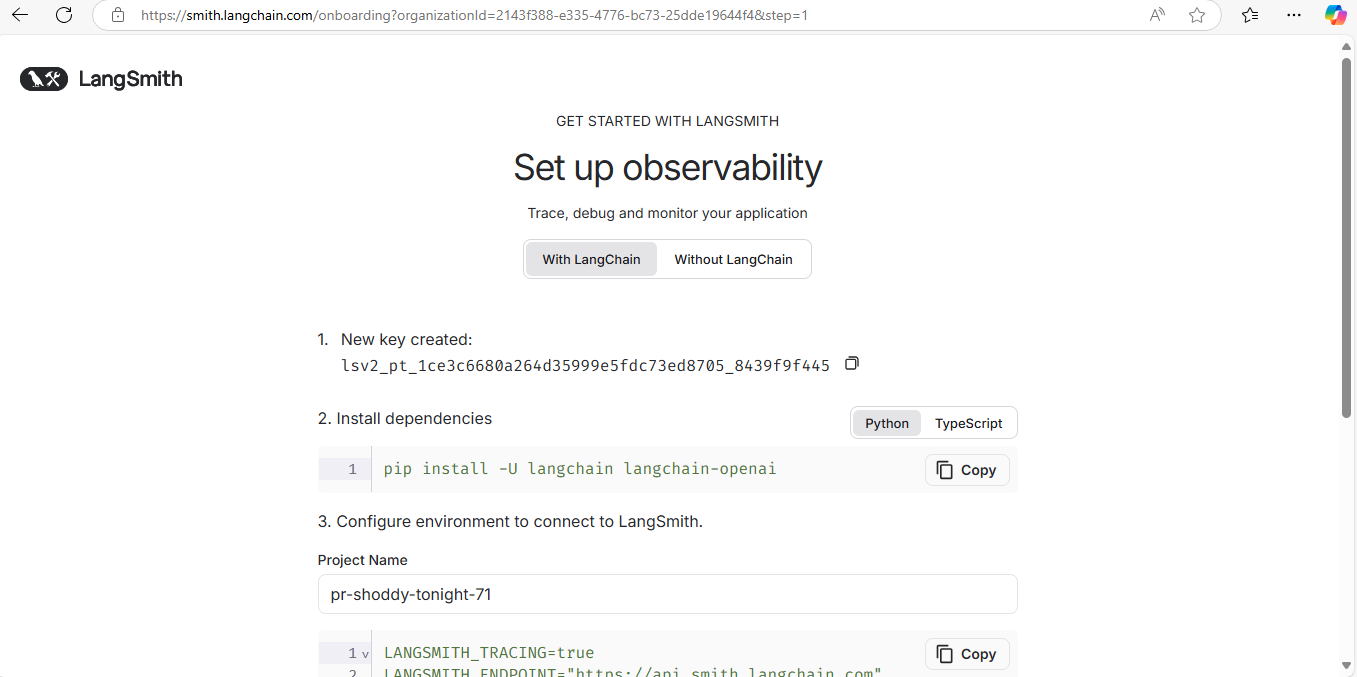 https://smith.langchain.com/onboarding?organizationId=2143f388-e335-4776-bc73-25dde19644f4&step=1
LangSmith
GET STARTED WITH LANGSMITH
Set up observability
Trace, debug and monitor your application
With LangChain Without LangChain
1. New key created:
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
2. Install dependencies
Python TypeScript
1 pip install -U langchain langchain-openai Copy
3. Configure environment to connect to LangSmith.
Project Name
pr-shoddy-tonight-71
1 LANGSMITH_TRACING=true Copy
2 LANGSMITH_ENDPOINT="https://api.smith.langchain.com"